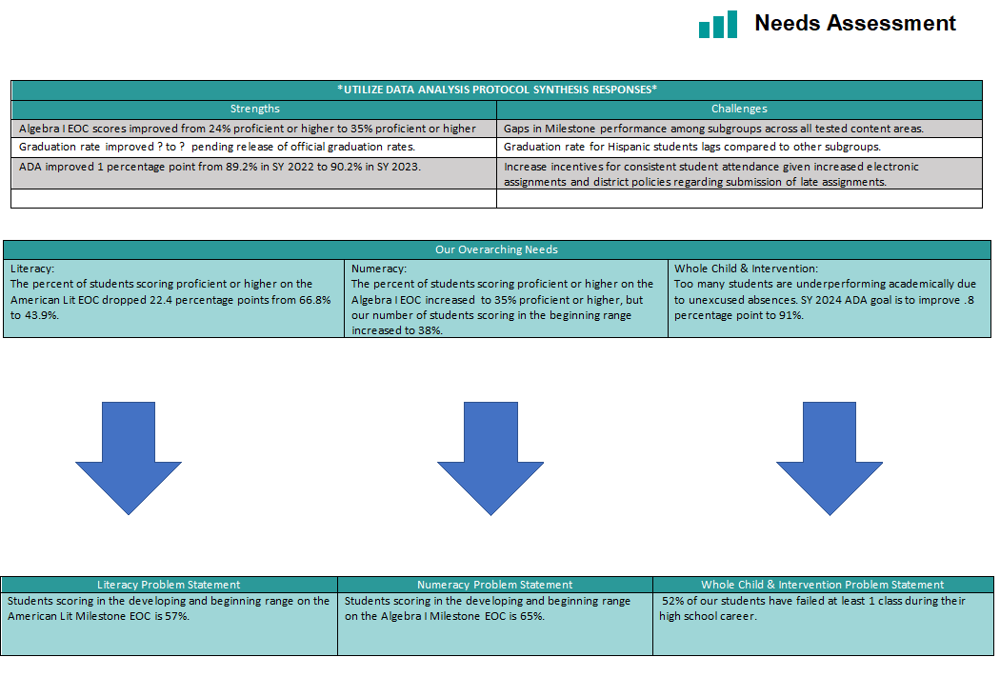 Needs Assessment
*UTILIZE DATA ANALYSIS PROTOCOL SYNTHESIS RESPONSES*
Strengths
Challenges
Algebra I EOC scores improved from 24% proficient or higher to 35% proficient or higher
Gaps in Milestone performance among subgroups across all tested content areas.
Graduation rate improved ? to ? pending release of official graduation rates.
Graduation rate for Hispanic students lags compared to other subgroups.
ADA improved 1 percentage point from 89.2% in SY 2022 to 90.2% in SY 2023.
Increase incentives for consistent student attendance given increased electronic
assignments and district policies regarding submission of late assignments.
Our Overarching Needs
Literacy:
The percent of students scoring proficient or higher on the
American Lit EOC dropped 22.4 percentage points from 66.8%
to 43.9%.
Numeracy:
The percent of students scoring proficient or higher on the
Algebra I EOC increased to 35% proficient or higher, but
our number of students scoring in the beginning range
increased to 38%.
Whole Child & Intervention:
Too many students are underperforming academically due
to unexcused absences. SY 2024 ADA goal is to improve .8
percentage point to 91%.
Literacy Problem Statement
Numeracy Problem Statement
Whole Child & Intervention Problem Statement
Students scoring in the developing and beginning range on the
American Lit Milestone EOC is 57%.
Students scoring in the developing and beginning range
on the Algebra I Milestone EOC is 65%.
52% of our students have failed at least 1 class during their
high school career.